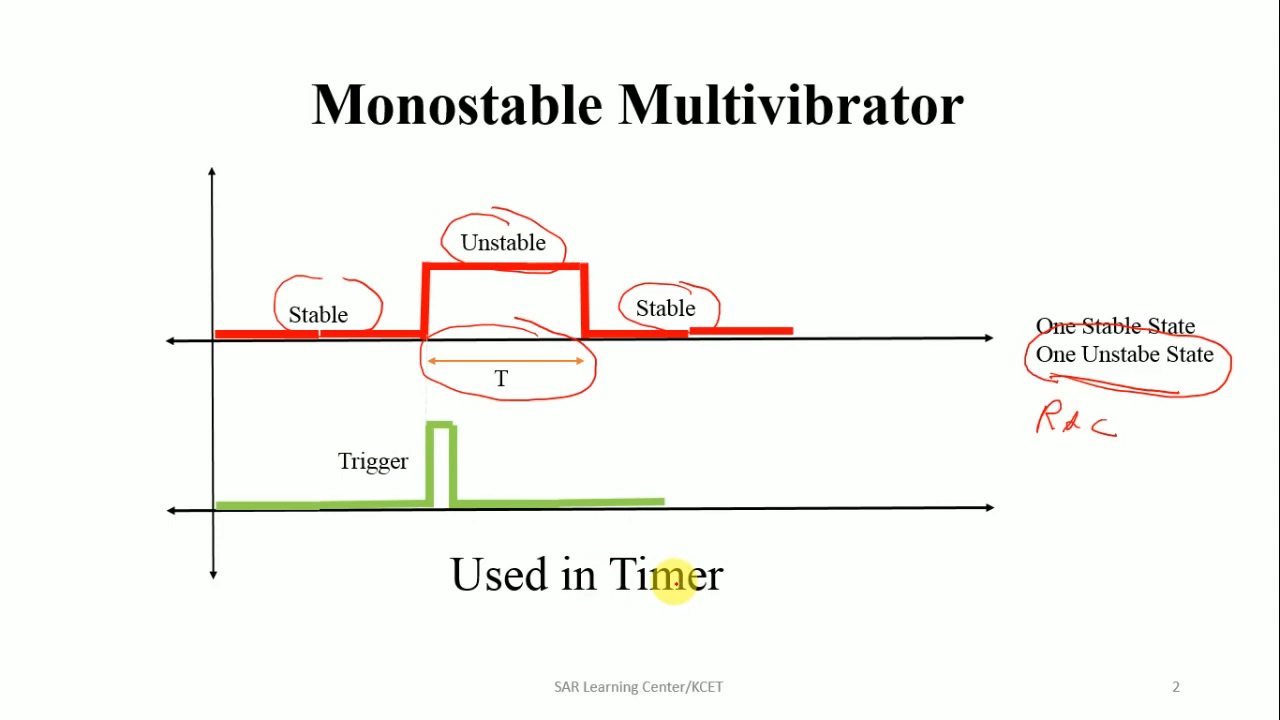 Monostable Multivibrator
Unstable
Stable
Stable
One Stable State
One Unstabe State
T
R & C
Trigger
Used in Timer
SAR Learning Center/KCET
2